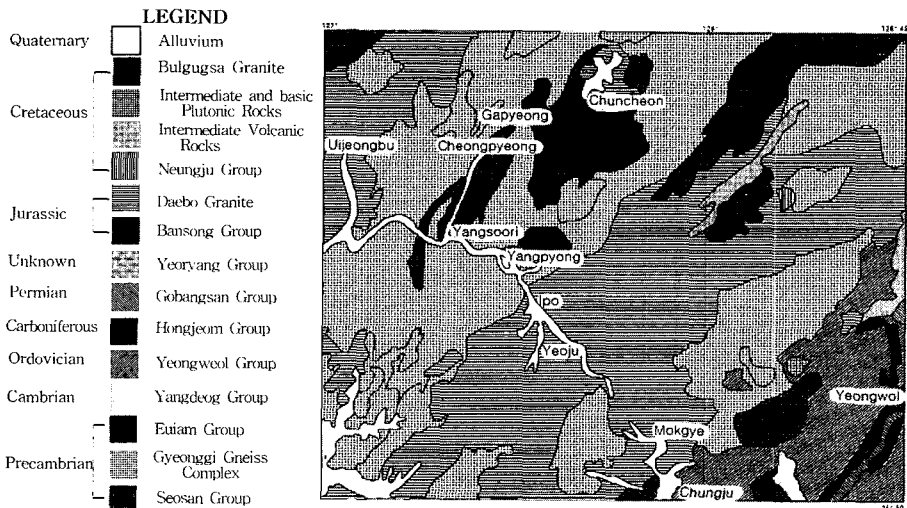 LEGEND
Quaternary Alluvium
Bulgugsa Granite
Cretaceous
Intermediate and basic
Plutonic Rocks
Intermediate Volcanic
Rocks
Neungju Group
Jurassic
Daebo Granite
Bansong Group
Unknown Yeoryang Group
Permian Gobangsan Group
Carboniferous Hongjeom Group
Ordovician Yeongweol Group
Cambrian Yangdeog Group
Precambrian
Euiam Group
Gyeonggi Gneiss
Complex
Seosan Group
127°
128°
Chuncheon
Gapyeong
Uijeongbu
Cheongpyeong
Yangsoori
Yangpyong
Ipo
Yeoju
Yeongwol
Mokgye
Chungju